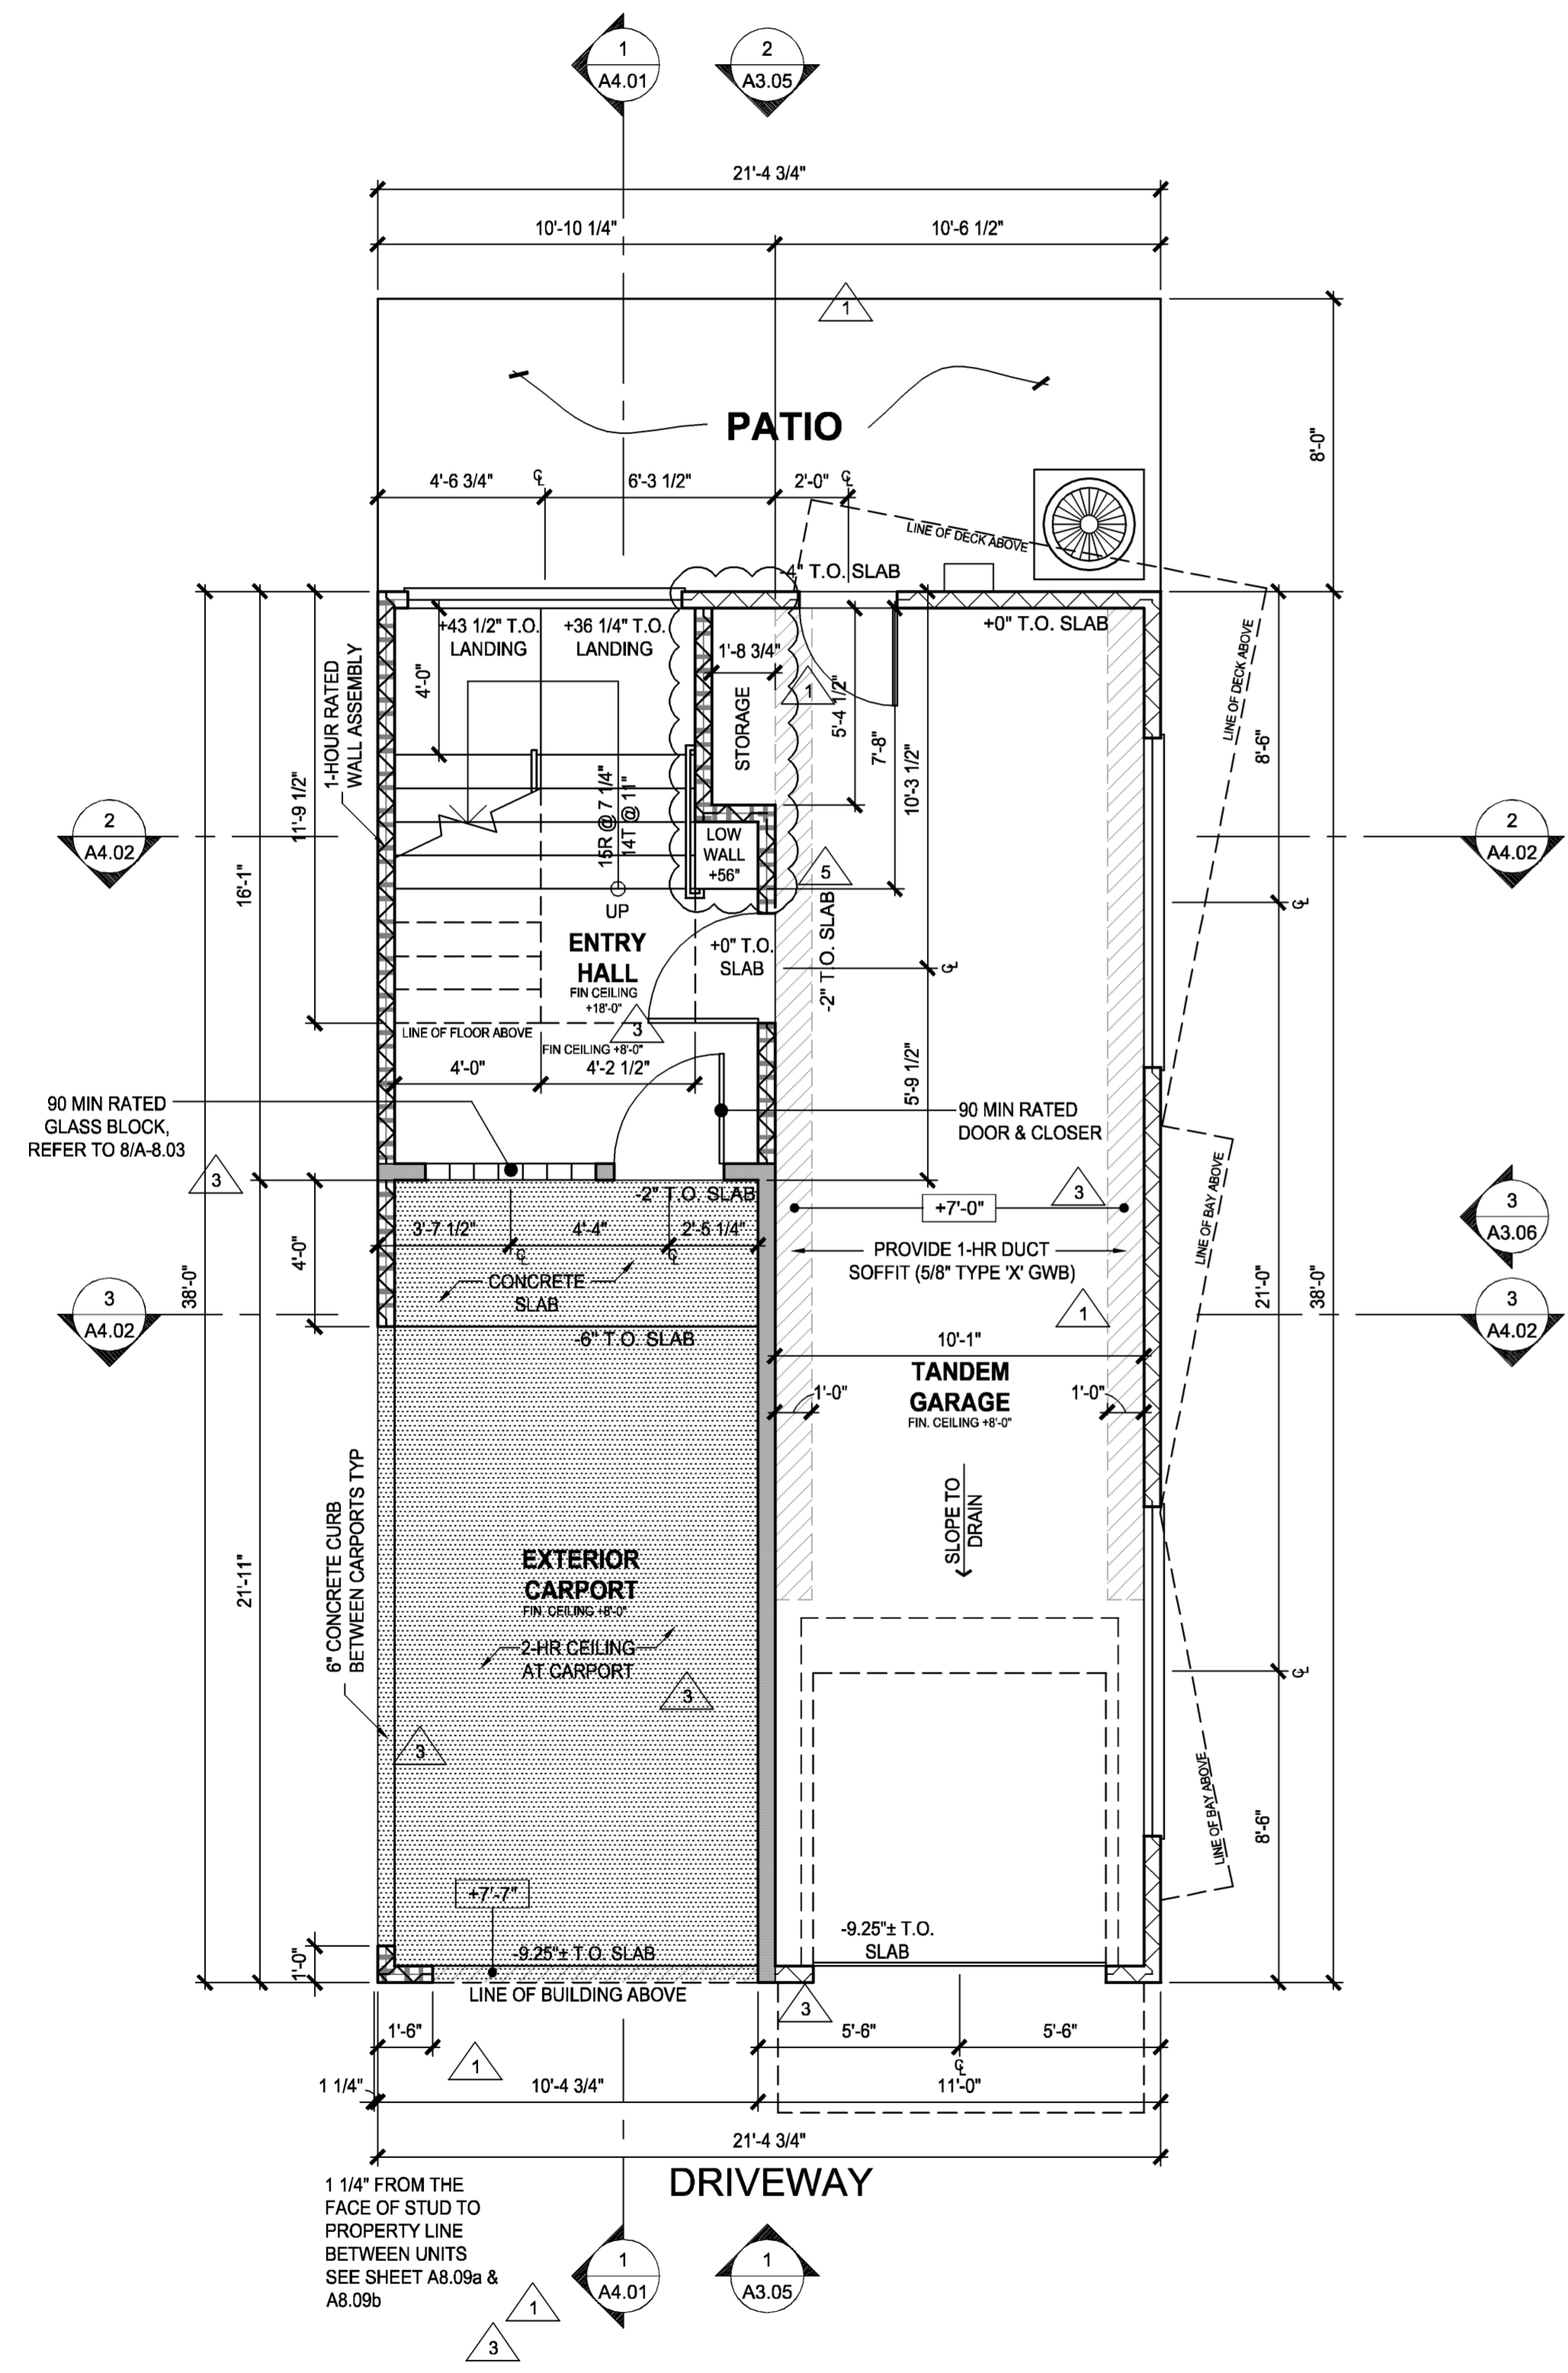 1
A4.01
2
A3.05
21'-4 3/4"
10'-10 1/4"
10'-6 1/2"
1
PATIO
8'-0"
4'-6 3/4"
6'-3 1/2"
2'-0"
LINE OF DECK ABOVE
-4" T.O. SLAB
+43 1/2" T.O.
LANDING
+36 1/4" T.O.
LANDING
+0" T.O. SLAB
1-HOUR RATED
WALL ASSEMBLY
4'-0"
1'-8 3/4"
1
STORAGE
5'-4 1/2"
7'-8"
10'-3 1/2"
LINE OF DECK ABOVE
8'-6"
11'-9 1/2"
16'-1"
15R @ 7 1/4"
14T @ 11"
LOW
WALL
+56"
5
2
A4.02
2
A4.02
UP
-2" T.O. SLAB
ENTRY
HALL
FIN CEILING
+18'-0"
+0" T.O.
SLAB
3
LINE OF FLOOR ABOVE
FIN CEILING +8'-0"
4'-0"
4'-2 1/2"
5'-9 1/2"
90 MIN RATED
GLASS BLOCK,
REFER TO 8/A-8.03
3
90 MIN RATED
DOOR & CLOSER
-2" T.O. SLAB
3'-7 1/2"
4'-4"
2'-5 1/4"
+7'-0"
3
LINE OF BAY ABOVE
3
A3.06
PROVIDE 1-HR DUCT
SOFFIT (5/8" TYPE 'X' GWB)
CONCRETE
SLAB
4'-0"
38'-0"
21'-0"
38'-0"
3
A4.02
3
A4.02
1
-6" T.O. SLAB
10'-1"
TANDEM
GARAGE
FIN. CEILING +8'-0"
1'-0"
1'-0"
SLOPE TO
DRAIN
6" CONCRETE CURB
BETWEEN CARPORTS TYP
21'-11"
EXTERIOR
CARPORT
FIN. CEILING +8'-0"
2-HR CEILING
AT CARPORT
3
3
LINE OF BAY ABOVE
8'-6"
+7'-7"
-9.25"± T.O. SLAB
-9.25"± T.O.
SLAB
1'-0"
LINE OF BUILDING ABOVE
3
1'-6"
1
5'-6"
5'-6"
1 1/4"
10'-4 3/4"
11'-0"
21'-4 3/4"
DRIVEWAY
1 1/4" FROM THE
FACE OF STUD TO
PROPERTY LINE
BETWEEN UNITS
SEE SHEET A8.09a &
A8.09b
1
3
1
A4.01
1
A3.05